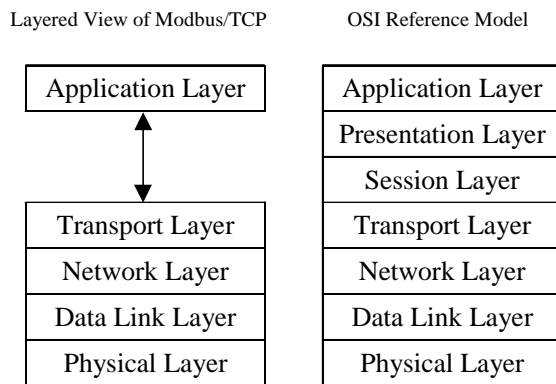 Layered View of Modbus/TCP
Application Layer
Transport Layer
Network Layer
Data Link Layer
Physical Layer
OSI Reference Model
Application Layer
Presentation Layer
Session Layer
Transport Layer
Network Layer
Data Link Layer
Physical Layer